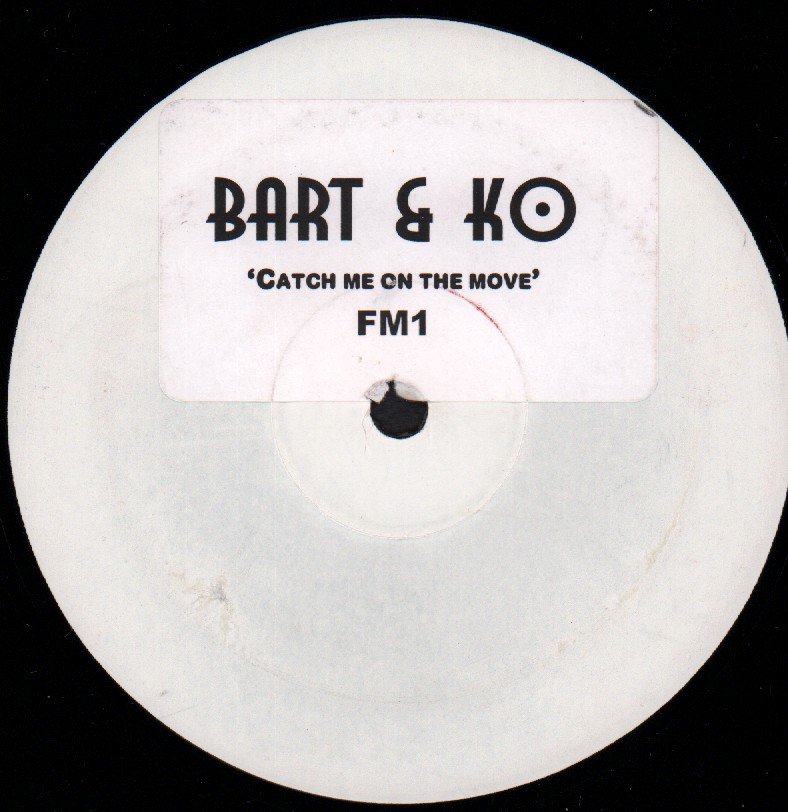 BART & KO
‘CATCH ME ON THE MOVE’
FM1